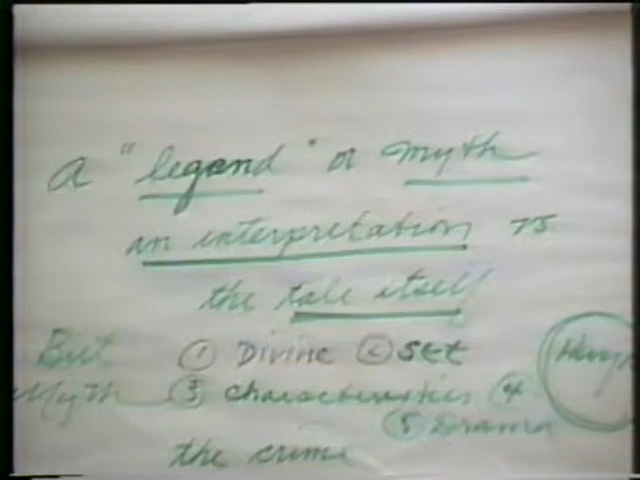 A "legand" or myth
an interpretation vs
the tale itself
But ① Divine ② Set
Myth ③ Characteristics ④
⑤ Drama
the crime